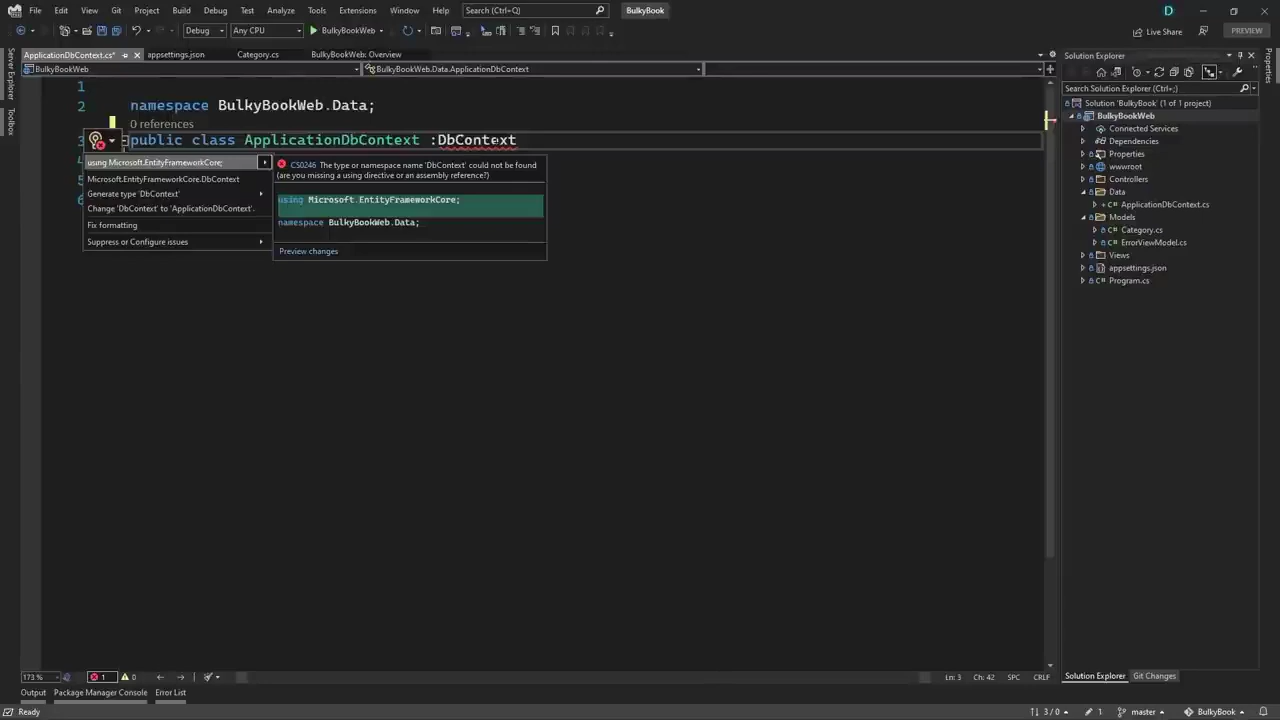 File Edit View Git Project Build Debug Test Analyze Tools Extensions Window Help Search (Ctrl+Q) BulkyBook D
Debug Any CPU BulkyBookWeb Live Share PREVIEW
ApplicationDbContext.cs* appsettings.json Category.cs BulkyBookWeb: Overview
BulkyBookWeb BulkyBookWeb.Data.ApplicationDbContext
Server Explorer
Toolbox
1
2 namespace BulkyBookWeb.Data;
0 references
3 public class ApplicationDbContext :DbContext
using Microsoft.EntityFrameworkCore;
Microsoft.EntityFrameworkCore.DbContext
Generate type 'DbContext'
Change 'DbContext' to 'ApplicationDbContext'.
Fix formatting
Suppress or Configure issues
CS0246 The type or namespace name 'DbContext' could not be found
(are you missing a using directive or an assembly reference?)
using Microsoft.EntityFrameworkCore;
namespace BulkyBookWeb.Data;
Preview changes
Solution Explorer
Search Solution Explorer (Ctrl+;)
Solution 'BulkyBook' (1 of 1 project)
BulkyBookWeb
Connected Services
Dependencies
Properties
wwwroot
Controllers
Data
ApplicationDbContext.cs
Models
Category.cs
ErrorViewModel.cs
Views
appsettings.json
Program.cs
Properties
173 % 1 0 Ln: 3 Ch: 42 SPC CRLF
Solution Explorer Git Changes
Output Package Manager Console Error List
Ready 3 / 0 1 master BulkyBook